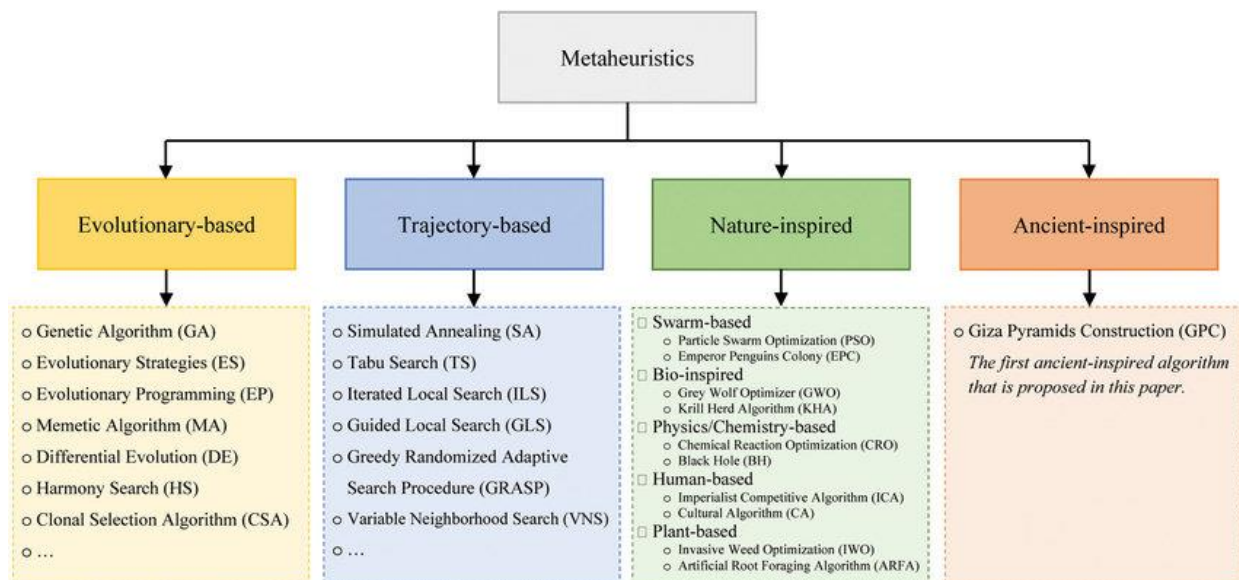 Metaheuristics
Evolutionary-based
Trajectory-based
Nature-inspired
Ancient-inspired
○ Genetic Algorithm (GA)
○ Evolutionary Strategies (ES)
○ Evolutionary Programming (EP)
○ Memetic Algorithm (MA)
○ Differential Evolution (DE)
○ Harmony Search (HS)
○ Clonal Selection Algorithm (CSA)
○ …
○ Simulated Annealing (SA)
○ Tabu Search (TS)
○ Iterated Local Search (ILS)
○ Guided Local Search (GLS)
○ Greedy Randomized Adaptive
Search Procedure (GRASP)
○ Variable Neighborhood Search (VNS)
○ …
□ Swarm-based
○ Particle Swarm Optimization (PSO)
○ Emperor Penguins Colony (EPC)
□ Bio-inspired
○ Grey Wolf Optimizer (GWO)
○ Krill Herd Algorithm (KHA)
□ Physics/Chemistry-based
○ Chemical Reaction Optimization (CRO)
○ Black Hole (BH)
□ Human-based
○ Imperialist Competitive Algorithm (ICA)
○ Cultural Algorithm (CA)
□ Plant-based
○ Invasive Weed Optimization (IWO)
○ Artificial Root Foraging Algorithm (ARFA)
○ Giza Pyramids Construction (GPC)
The first ancient-inspired algorithm
that is proposed in this paper.